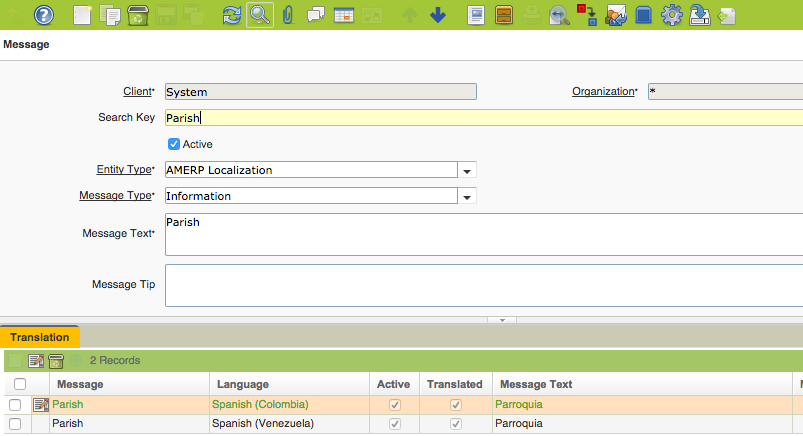 Message
Client* System Organization* *
Search Key Parish
Active
Entity Type* AMERP Localization
Message Type* Information
Message Text* Parish
Message Tip
Translation
2 Records
Message Language Active Translated Message Text
Parish Spanish (Colombia) Parroquia
Parish Spanish (Venezuela) Parroquia